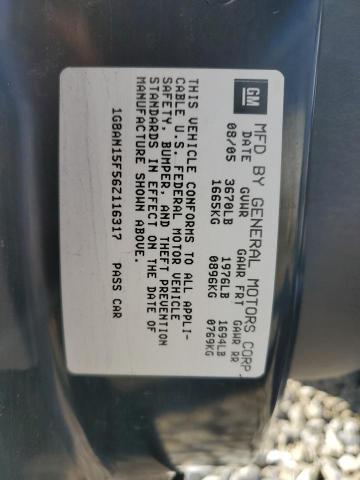 GM
MFD BY GENERAL MOTORS CORP
DATE GVWR GAWR FRT GAWR RR
08/05 3670LB 1976LB 1694LB
1665KG 0896KG 0769KG
THIS VEHICLE CONFORMS TO ALL APPLI-
CABLE U.S. FEDERAL MOTOR VEHICLE
SAFETY, BUMPER, AND THEFT PREVENTION
STANDARDS IN EFFECT ON THE DATE OF
MANUFACTURE SHOWN ABOVE.
1G8AN15F56Z116317 PASS CAR